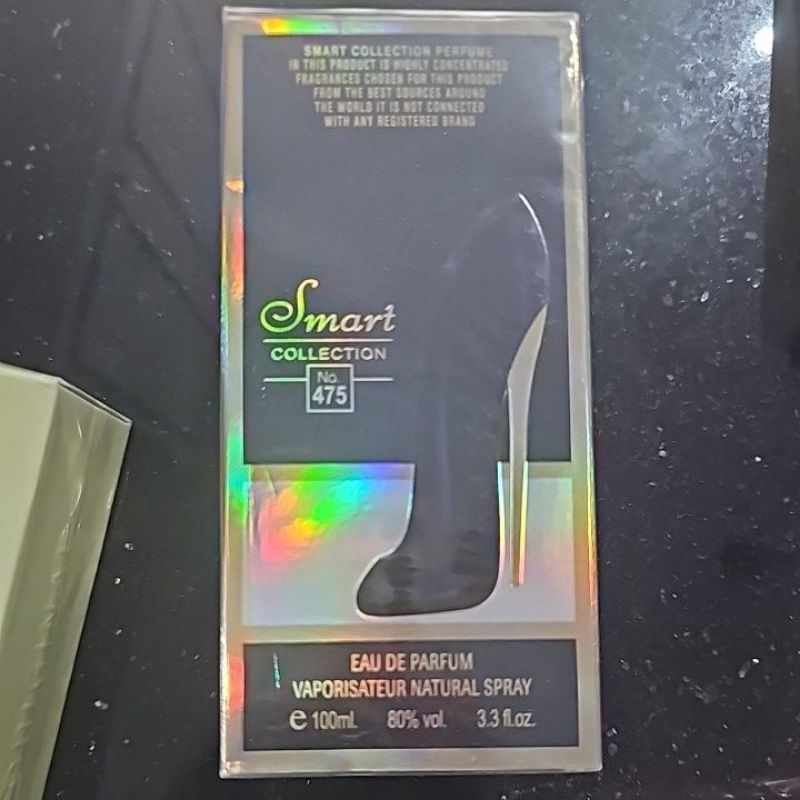 SMART COLLECTION PERFUME
IN THIS PRODUCT IS HIGHLY CONCENTRATED
FRAGRANCES CHOSEN FOR THIS PRODUCT
FROM THE BEST SOURCES AROUND
THE WORLD IT IS NOT CONNECTED
WITH ANY REGISTERED BRAND
Smart
COLLECTION
No.
475
EAU DE PARFUM
VAPORISATEUR NATURAL SPRAY
e 100ml. 80% vol. 3.3 fl.oz.